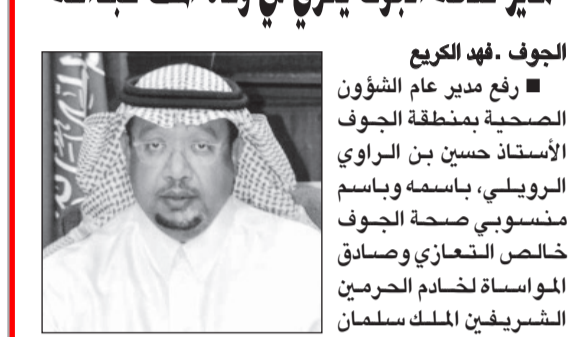 الجوف .فهد الكريع
■ رفع مدير عام الشؤون
الصحية بمنطقة الجوف
الأستاذ حسين بن الراوي
الرويلي، باسمه وباسم
منسوبي صحة الجوف
خالص التعازي وصادق
المواساة لخادم الحرمين
الشريفين الملك سلمان